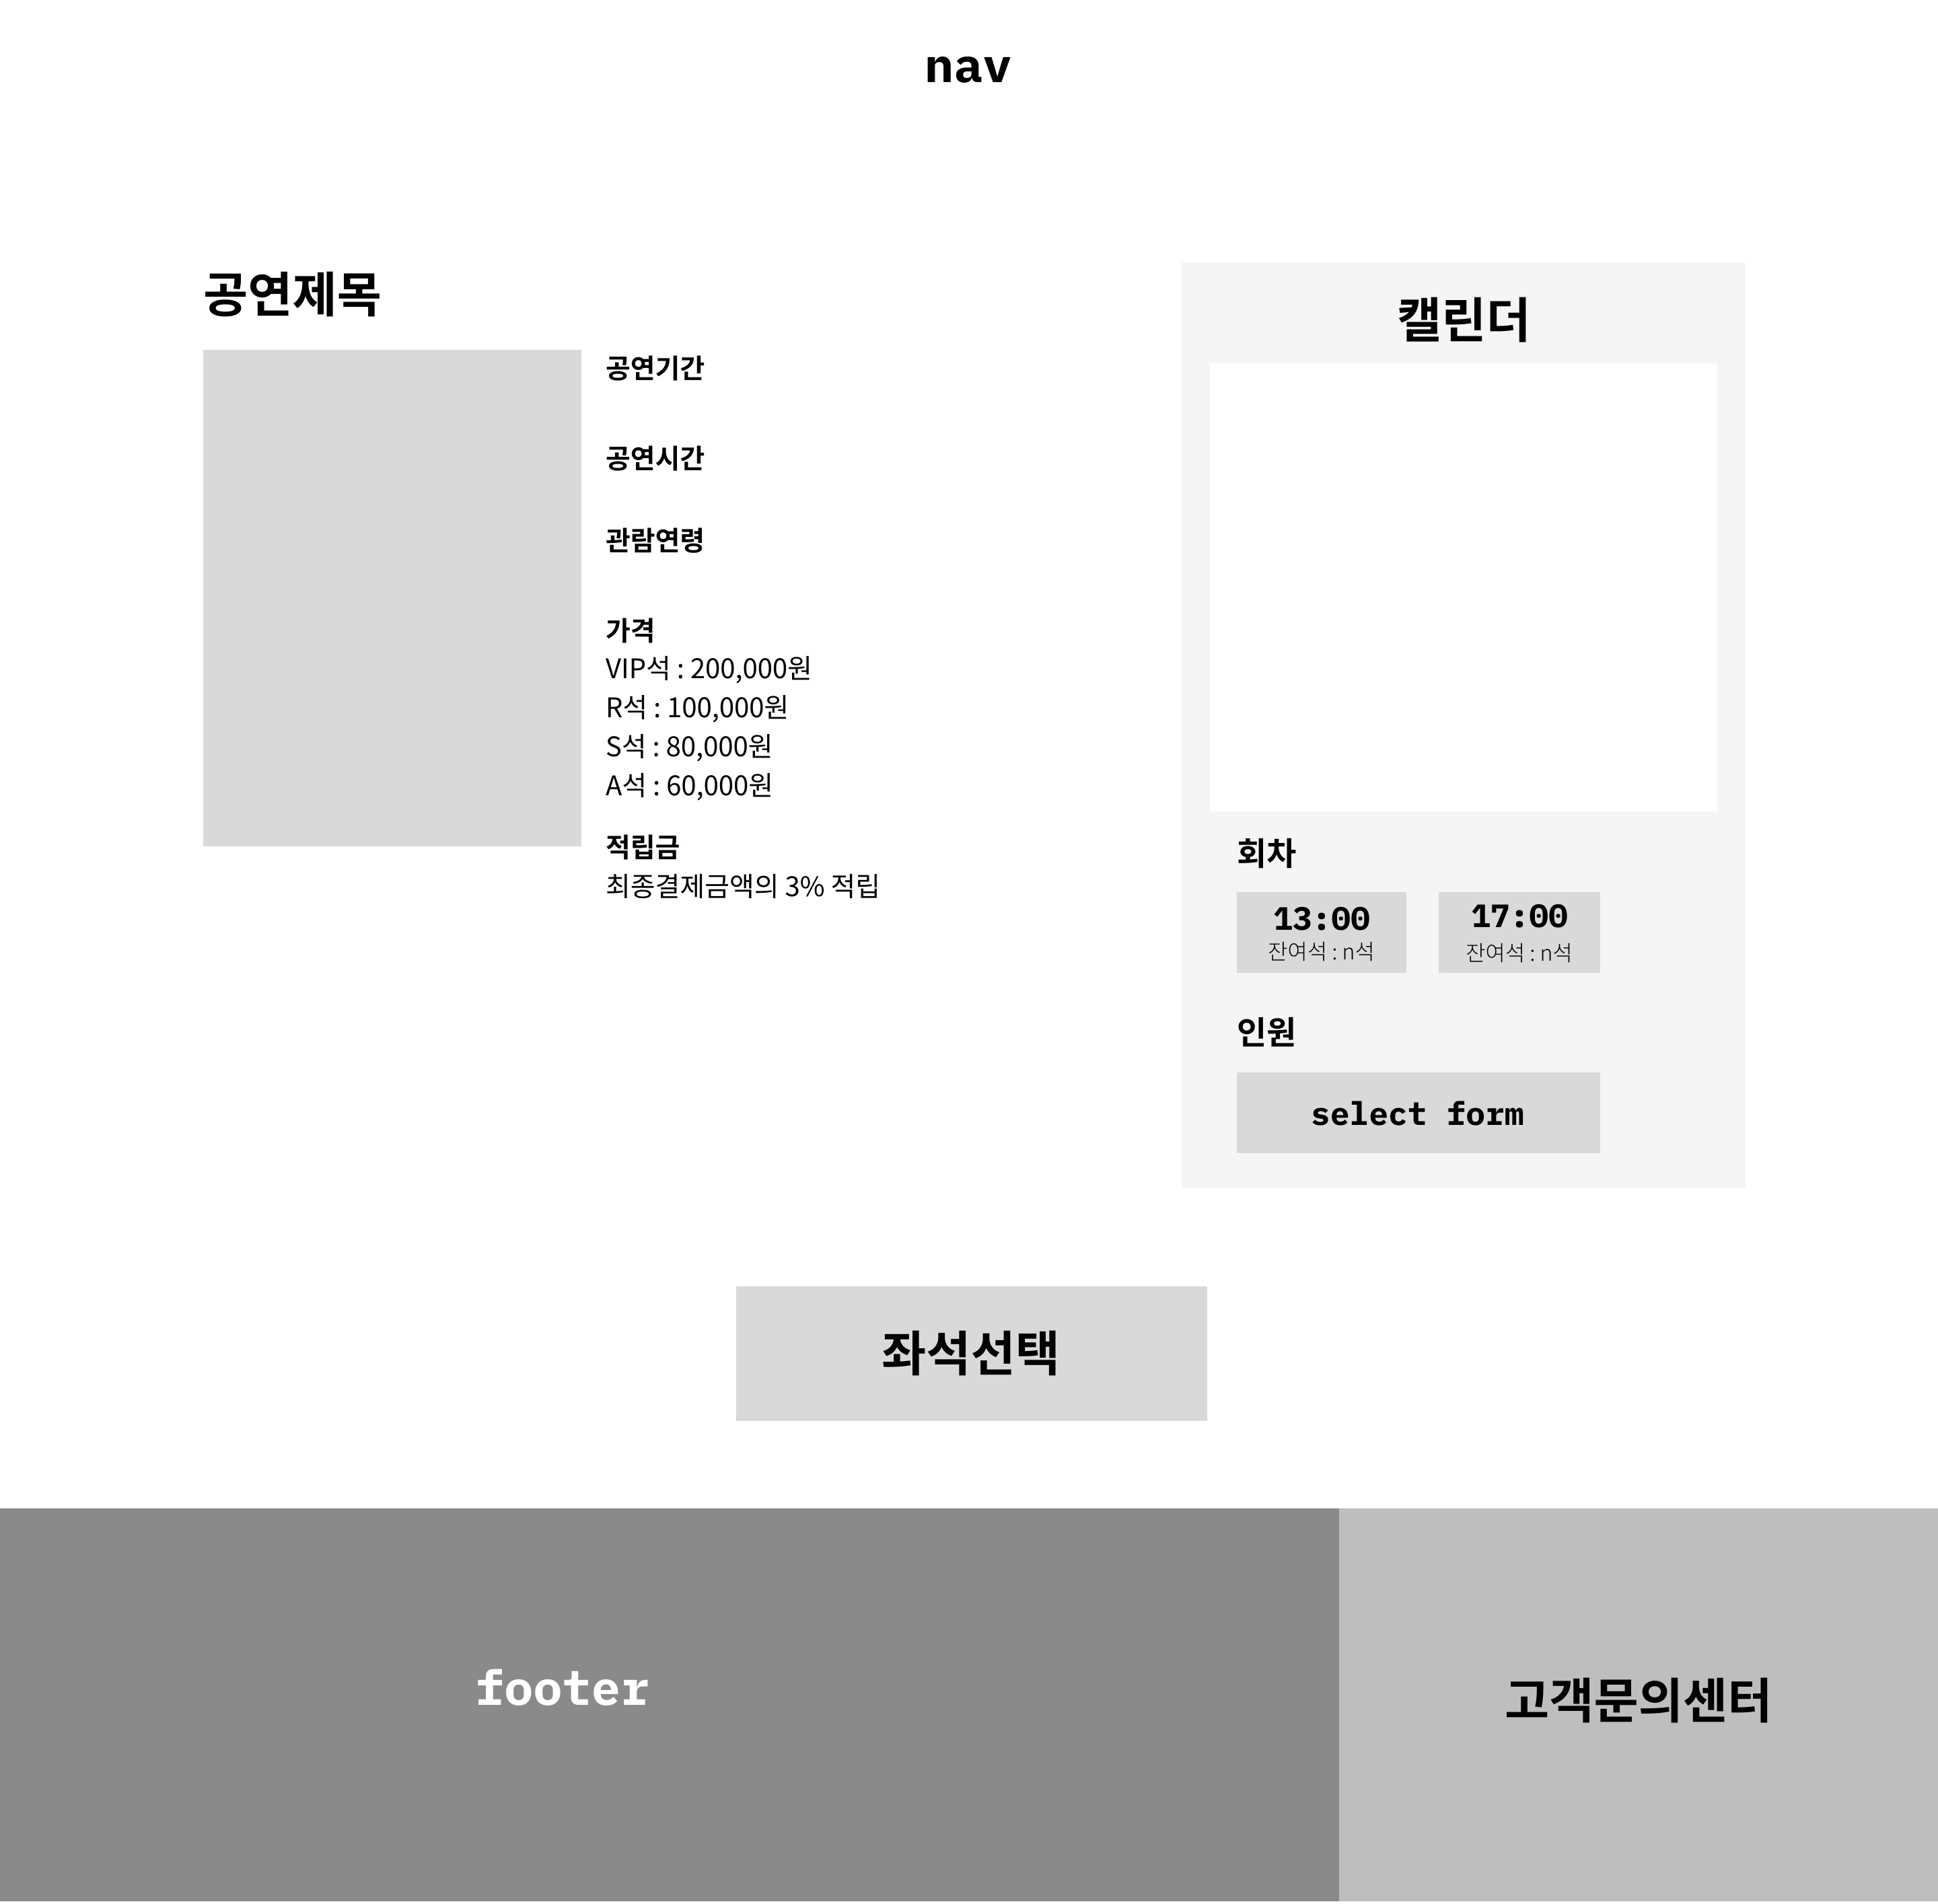 nav
공연제목
공연기간
공연시간
관람연령
가격
VIP석 : 200,000원
R석 : 100,000원
S석 : 80,000원
A석 : 60,000원
적립금
최종결제금액의 3% 적립
캘린더
회차
13:00
잔여석 : n석
17:00
잔여석 : n석
인원
select form
좌석선택
footer
고객문의센터